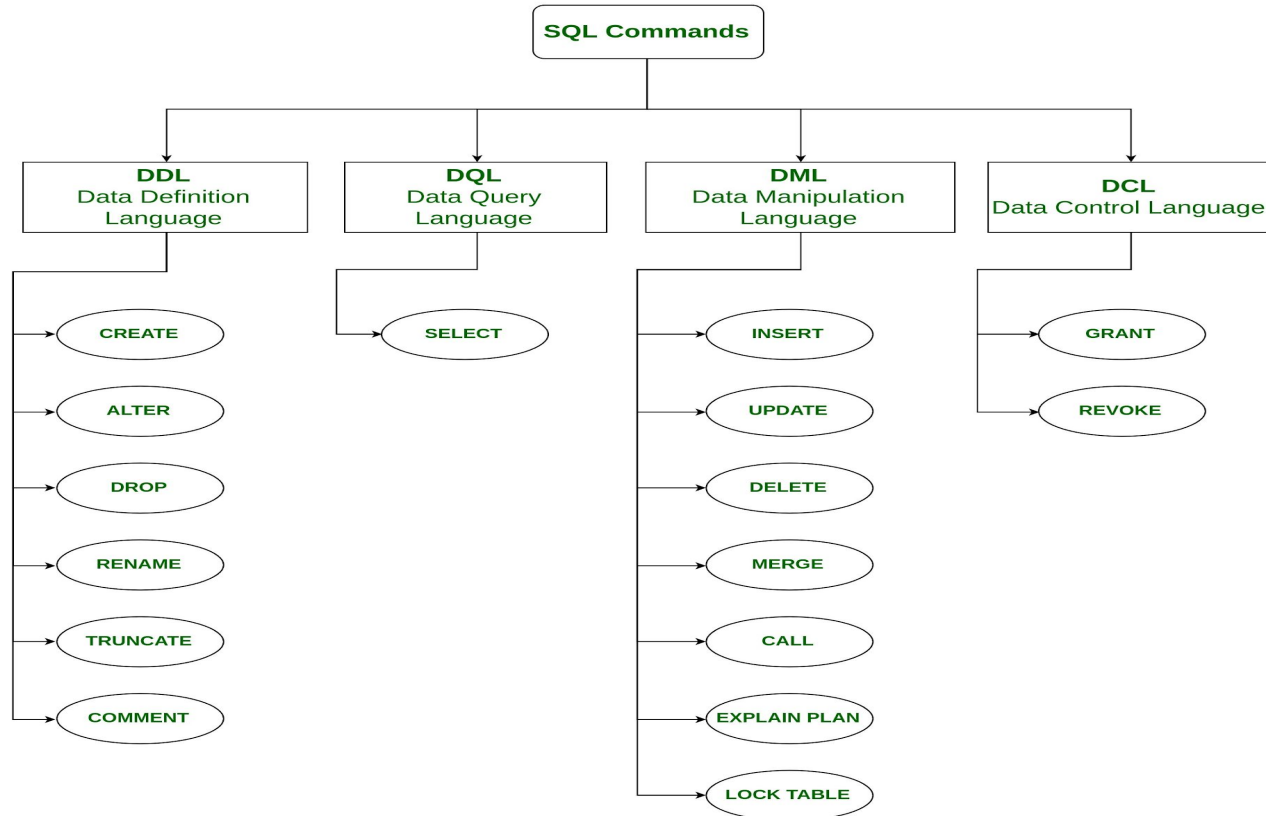 SQL Commands
DDL
Data Definition
Language
DQL
Data Query
Language
DML
Data Manipulation
Language
DCL
Data Control Language
CREATE
ALTER
DROP
RENAME
TRUNCATE
COMMENT
SELECT
INSERT
UPDATE
DELETE
MERGE
CALL
EXPLAIN PLAN
LOCK TABLE
GRANT
REVOKE